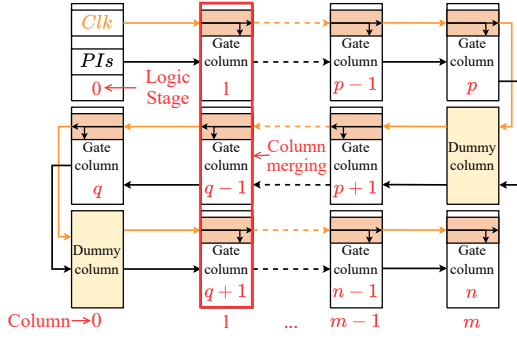 Clk
PIs
0
Logic
Stage
Gate
column
1
Gate
column
p − 1
Gate
column
p
Gate
column
q
Gate
column
q − 1
Column
merging
Gate
column
p + 1
Dummy
column
Dummy
column
Gate
column
q + 1
Gate
column
n − 1
Gate
column
n
Column 0
1
...
m − 1
m